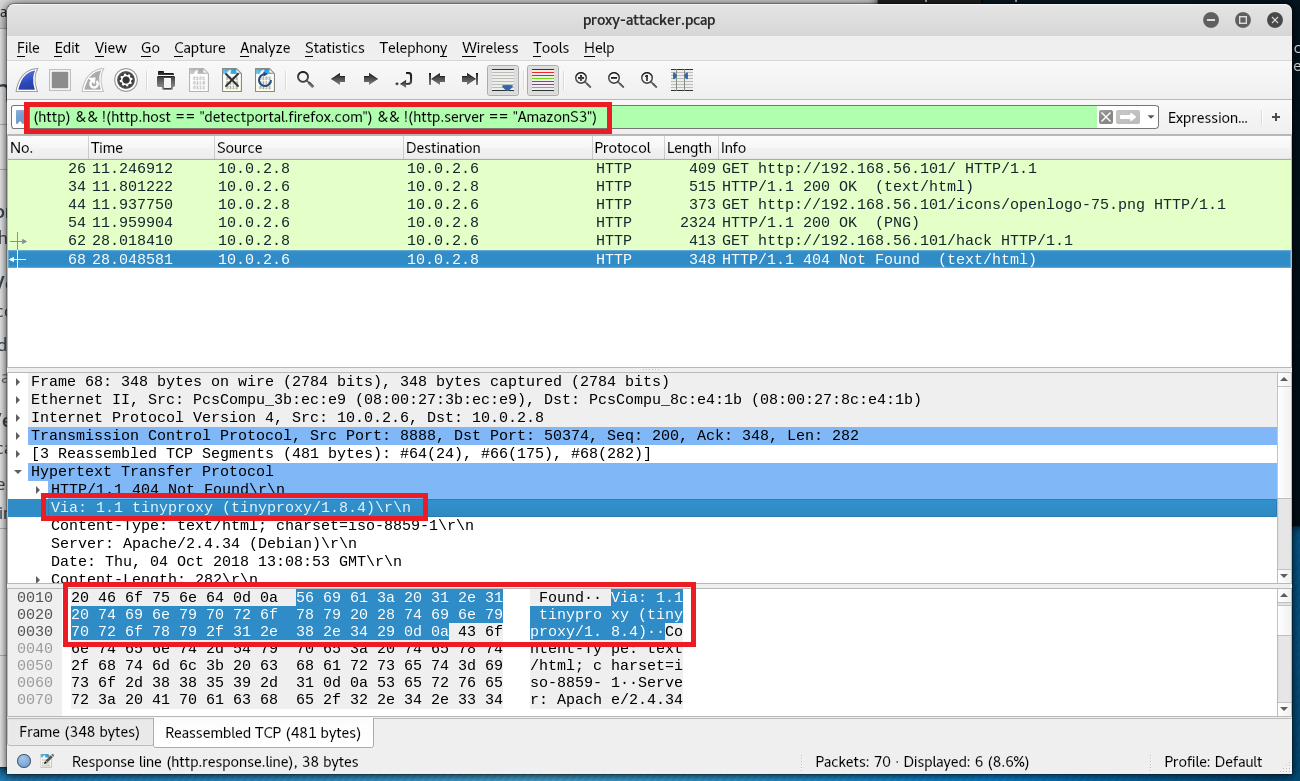 proxy-attacker.pcap
File Edit View Go Capture Analyze Statistics Telephony Wireless Tools Help
(http) && !(http.host == "detectportal.firefox.com") && !(http.server == "AmazonS3")
Expression... +
No. Time Source Destination Protocol Length Info
26 11.246912 10.0.2.8 10.0.2.6 HTTP 409 GET http://192.168.56.101/ HTTP/1.1
34 11.801222 10.0.2.6 10.0.2.8 HTTP 515 HTTP/1.1 200 OK (text/html)
44 11.937750 10.0.2.8 10.0.2.6 HTTP 373 GET http://192.168.56.101/icons/openlogo-75.png HTTP/1.1
54 11.959904 10.0.2.6 10.0.2.8 HTTP 2324 HTTP/1.1 200 OK (PNG)
62 28.018410 10.0.2.8 10.0.2.6 HTTP 413 GET http://192.168.56.101/hack HTTP/1.1
68 28.048581 10.0.2.6 10.0.2.8 HTTP 348 HTTP/1.1 404 Not Found (text/html)
Frame 68: 348 bytes on wire (2784 bits), 348 bytes captured (2784 bits)
Ethernet II, Src: PcsCompu_3b:ec:e9 (08:00:27:3b:ec:e9), Dst: PcsCompu_8c:e4:1b (08:00:27:8c:e4:1b)
Internet Protocol Version 4, Src: 10.0.2.6, Dst: 10.0.2.8
Transmission Control Protocol, Src Port: 8888, Dst Port: 50374, Seq: 200, Ack: 348, Len: 282
[3 Reassembled TCP Segments (481 bytes): #64(24), #66(175), #68(282)]
Hypertext Transfer Protocol
HTTP/1.1 404 Not Found\r\n
Via: 1.1 tinyproxy (tinyproxy/1.8.4)\r\n
Content-Type: text/html; charset=iso-8859-1\r\n
Server: Apache/2.4.34 (Debian)\r\n
Date: Thu, 04 Oct 2018 13:08:53 GMT\r\n
Content-Length: 282\r\n
0010 20 46 6f 75 6e 64 0d 0a 56 69 61 3a 20 31 2e 31 Found·· Via: 1.1
0020 20 74 69 6e 79 70 72 6f 78 79 20 28 74 69 6e 79 tinypro xy (tiny
0030 70 72 6f 78 79 2f 31 2e 38 2e 34 29 0d 0a 43 6f proxy/1. 8.4)··Co
0040 6e 74 65 6e 74 2d 54 79 70 65 3a 20 74 65 78 74 ntent-Ty pe: text
0050 2f 68 74 6d 6c 3b 20 63 68 61 72 73 65 74 3d 69 /html; c harset=i
0060 73 6f 2d 38 38 35 39 2d 31 0d 0a 53 65 72 76 65 so-8859- 1··Serve
0070 72 3a 20 41 70 61 63 68 65 2f 32 2e 34 2e 33 34 r: Apach e/2.4.34
Frame (348 bytes) Reassembled TCP (481 bytes)
Response line (http.response.line), 38 bytes Packets: 70 · Displayed: 6 (8.6%) Profile: Default